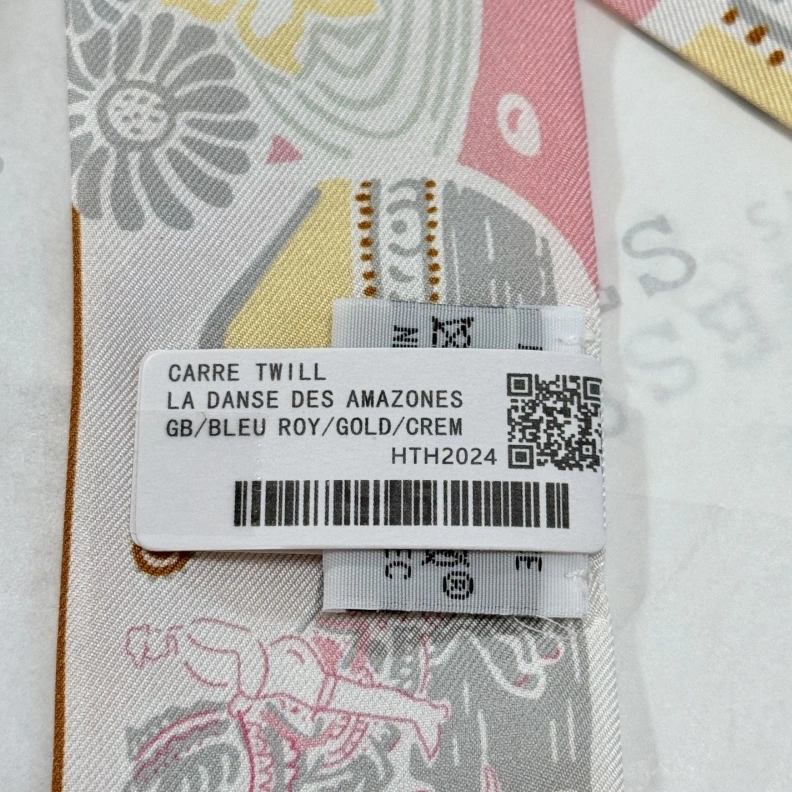 CARRE TWILL
LA DANSE DES AMAZONES
GB/BLEU ROY/GOLD/CREM
HTH2024